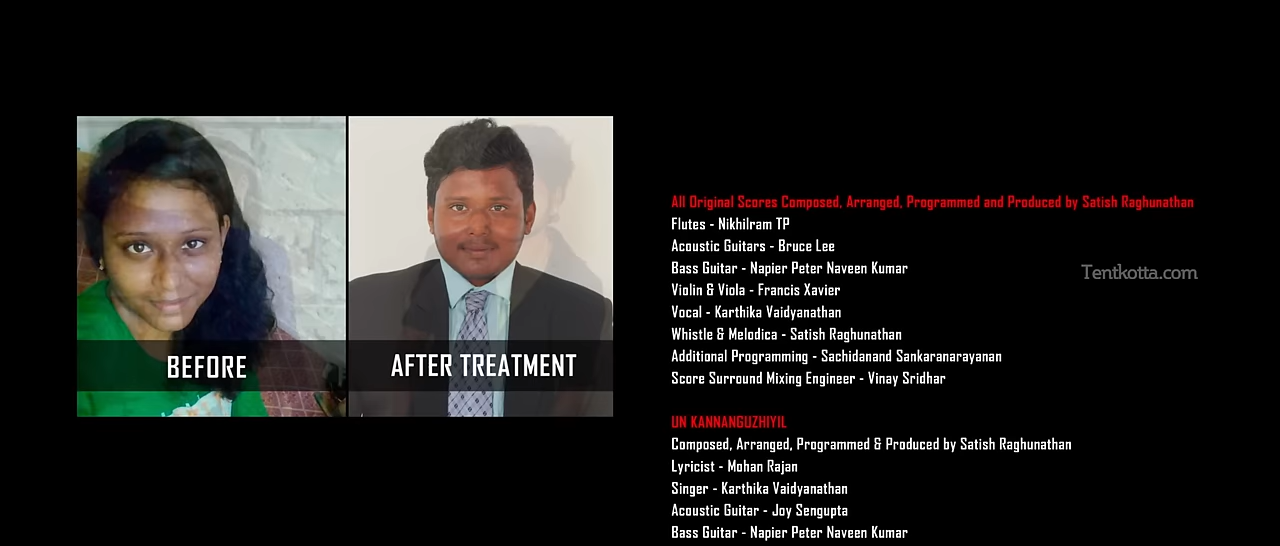 BEFORE
AFTER TREATMENT
All Original Scores Composed, Arranged, Programmed and Produced by Satish Raghunathan
Flutes - Nikhilram TP
Acoustic Guitars - Bruce Lee
Bass Guitar - Napier Peter Naveen Kumar
Violin & Viola - Francis Xavier
Vocal - Karthika Vaidyanathan
Whistle & Melodica - Satish Raghunathan
Additional Programming - Sachidanand Sankaranarayanan
Score Surround Mixing Engineer - Vinay Sridhar
UN KANNANGUZHIYIL
Composed, Arranged, Programmed & Produced by Satish Raghunathan
Lyricist - Mohan Rajan
Singer - Karthika Vaidyanathan
Acoustic Guitar - Joy Sengupta
Bass Guitar - Napier Peter Naveen Kumar
Tentkotta.com